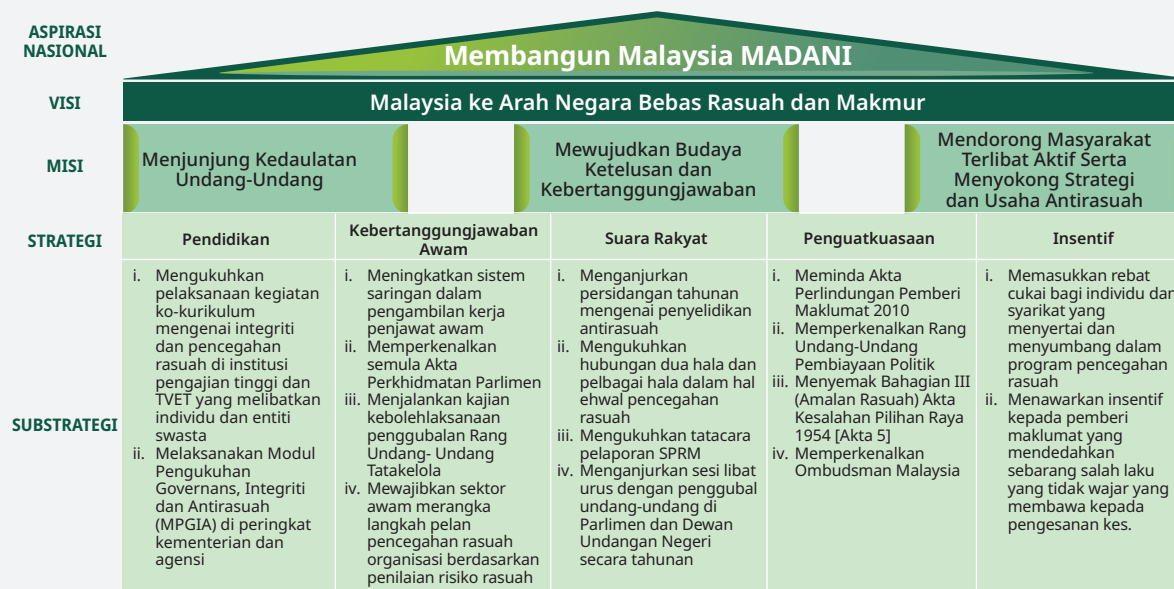 ASPIRASI
NASIONAL
Membangun Malaysia MADANI
VISI
Malaysia ke Arah Negara Bebas Rasuah dan Makmur
MISI
Menjunjung Kedaulatan
Undang-Undang
Mewujudkan Budaya
Ketelusan dan
Kebertanggungjawaban
Mendorong Masyarakat
Terlibat Aktif Serta
Menyokong Strategi
dan Usaha Antirasuah
STRATEGI
Pendidikan
Kebertanggungjawaban
Awam
Suara Rakyat
Penguatkuasaan
Insentif
SUBSTRATEGI
i. Mengukuhkan
pelaksanaan kegiatan
ko-kurikulum
mengenai integriti
dan pencegahan
rasuah di institusi
pengajian tinggi dan
TVET yang melibatkan
individu dan entiti
swasta
ii. Melaksanakan Modul
Pengukuhan
Governans, Integriti
dan Antirasuah
(MPGIA) di peringkat
kementerian dan
agensi
i. Meningkatkan sistem
saringan dalam
pengambilan kerja
penjawat awam
ii. Memperkenalkan
semula Akta
Perkhidmatan Parlimen
iii. Menjalankan kajian
kebolehlaksanaan
penggubalan Rang
Undang- Undang
Tatakelola
iv. Mewajibkan sektor
awam merangka
langkah pelan
pencegahan rasuah
organisasi berdasarkan
penilaian risiko rasuah
i. Menganjurkan
persidangan tahunan
mengenai penyelidikan
antirasuah
ii. Mengukuhkan
hubungan dua hala dan
pelbagai hala dalam hal
ehwal pencegahan
rasuah
iii. Mengukuhkan tatacara
pelaporan SPRM
iv. Menganjurkan sesi libat
urus dengan penggubal
undang-undang di
Parlimen dan Dewan
Undangan Negeri
secara tahunan
i. Meminda Akta
Perlindungan Pemberi
Maklumat 2010
ii. Memperkenalkan Rang
Undang-Undang
Pembiayaan Politik
iii. Menyemak Bahagian III
(Amalan Rasuah) Akta
Kesalahan Pilihan Raya
1954 [Akta 5]
iv. Memperkenalkan
Ombudsman Malaysia
i. Memasukkan rebat
cukai bagi individu dan
syarikat yang
menyertai dan
menyumbang dalam
program pencegahan
rasuah
ii. Menawarkan insentif
kepada pemberi
maklumat yang
mendedahkan
sebarang salah laku
yang tidak wajar yang
membawa kepada
pengesanan kes.